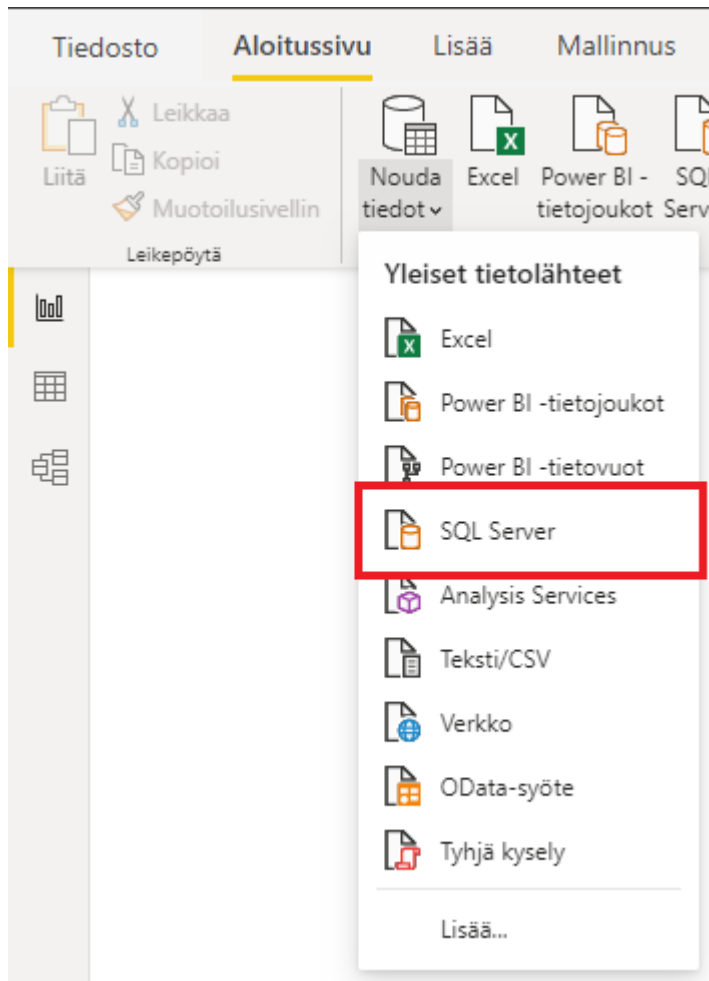 Tiedosto Aloitussivu Lisää Mallinnus
Leikkaa
Kopioi
Liitä
Muotoilusivellin
Leikepöytä
Nouda tiedot
Excel
Power BI -
tietojoukot
Yleiset tietolähteet
Excel
Power BI -tietojoukot
Power BI -tietovuot
SQL Server
Analysis Services
Teksti/CSV
Verkko
OData-syöte
Tyhjä kysely
Lisää...